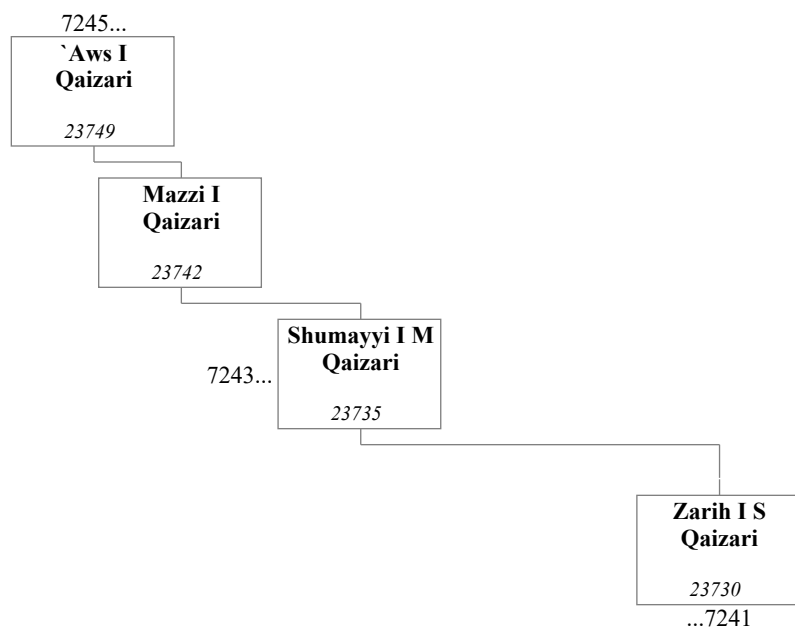 7245...
`Aws I
Qaizari
23749
Mazzi I
Qaizari
23742
Shumayyi I M
Qaizari
7243...
23735
Zarih I S
Qaizari
23730
...7241